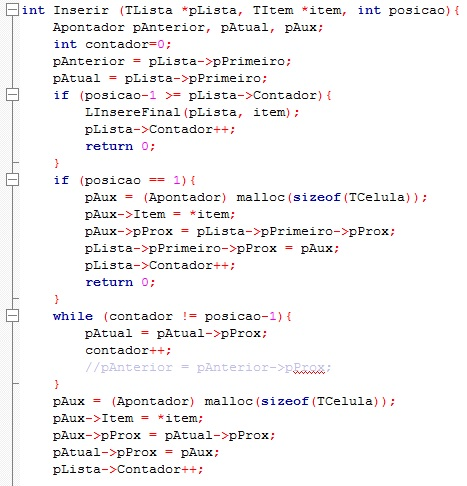 int Inserir (TLista *pLista, TItem *item, int posicao){
    Apontador pAnterior, pAtual, pAux;
    int contador=0;
    pAnterior = pLista->pPrimeiro;
    pAtual = pLista->pPrimeiro;
    if (posicao-1 >= pLista->Contador){
        LInsereFinal(pLista, item);
        pLista->Contador++;
        return 0;
    }
    if (posicao == 1){
        pAux = (Apontador) malloc(sizeof(TCelula));
        pAux->Item = *item;
        pAux->pProx = pLista->pPrimeiro->pProx;
        pLista->pPrimeiro->pProx = pAux;
        pLista->Contador++;
        return 0;
    }
    while (contador != posicao-1){
        pAtual = pAtual->pProx;
        contador++;
        //pAnterior = pAnterior->pProx;
    }
    pAux = (Apontador) malloc(sizeof(TCelula));
    pAux->Item = *item;
    pAux->pProx = pAtual->pProx;
    pAtual->pProx = pAux;
    pLista->Contador++;